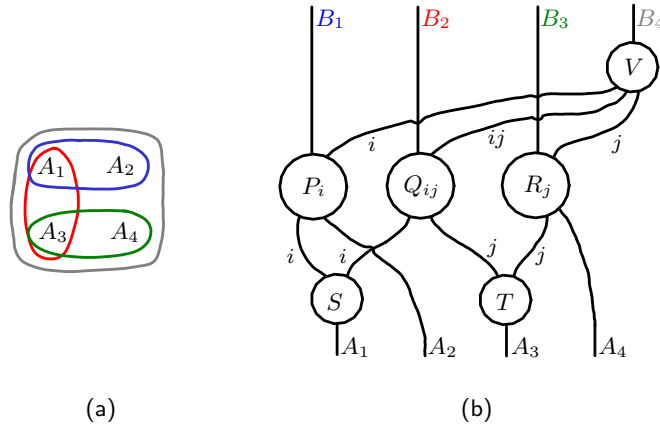 B₁ B₂ B₃ B₄
V
i ij j
A₁ A₂
Pᵢ Qᵢⱼ Rⱼ
A₃ A₄
i i j j
S T
A₁ A₂ A₃ A₄
(a) (b)